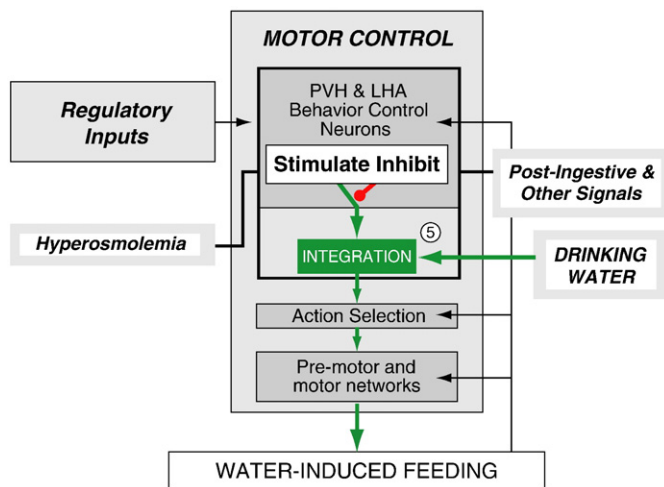 MOTOR CONTROL
Regulatory
Inputs
PVH & LHA
Behavior Control
Neurons
Stimulate Inhibit
Post-Ingestive &
Other Signals
Hyperosmolemia
5
INTEGRATION
DRINKING
WATER
Action Selection
Pre-motor and
motor networks
WATER-INDUCED FEEDING